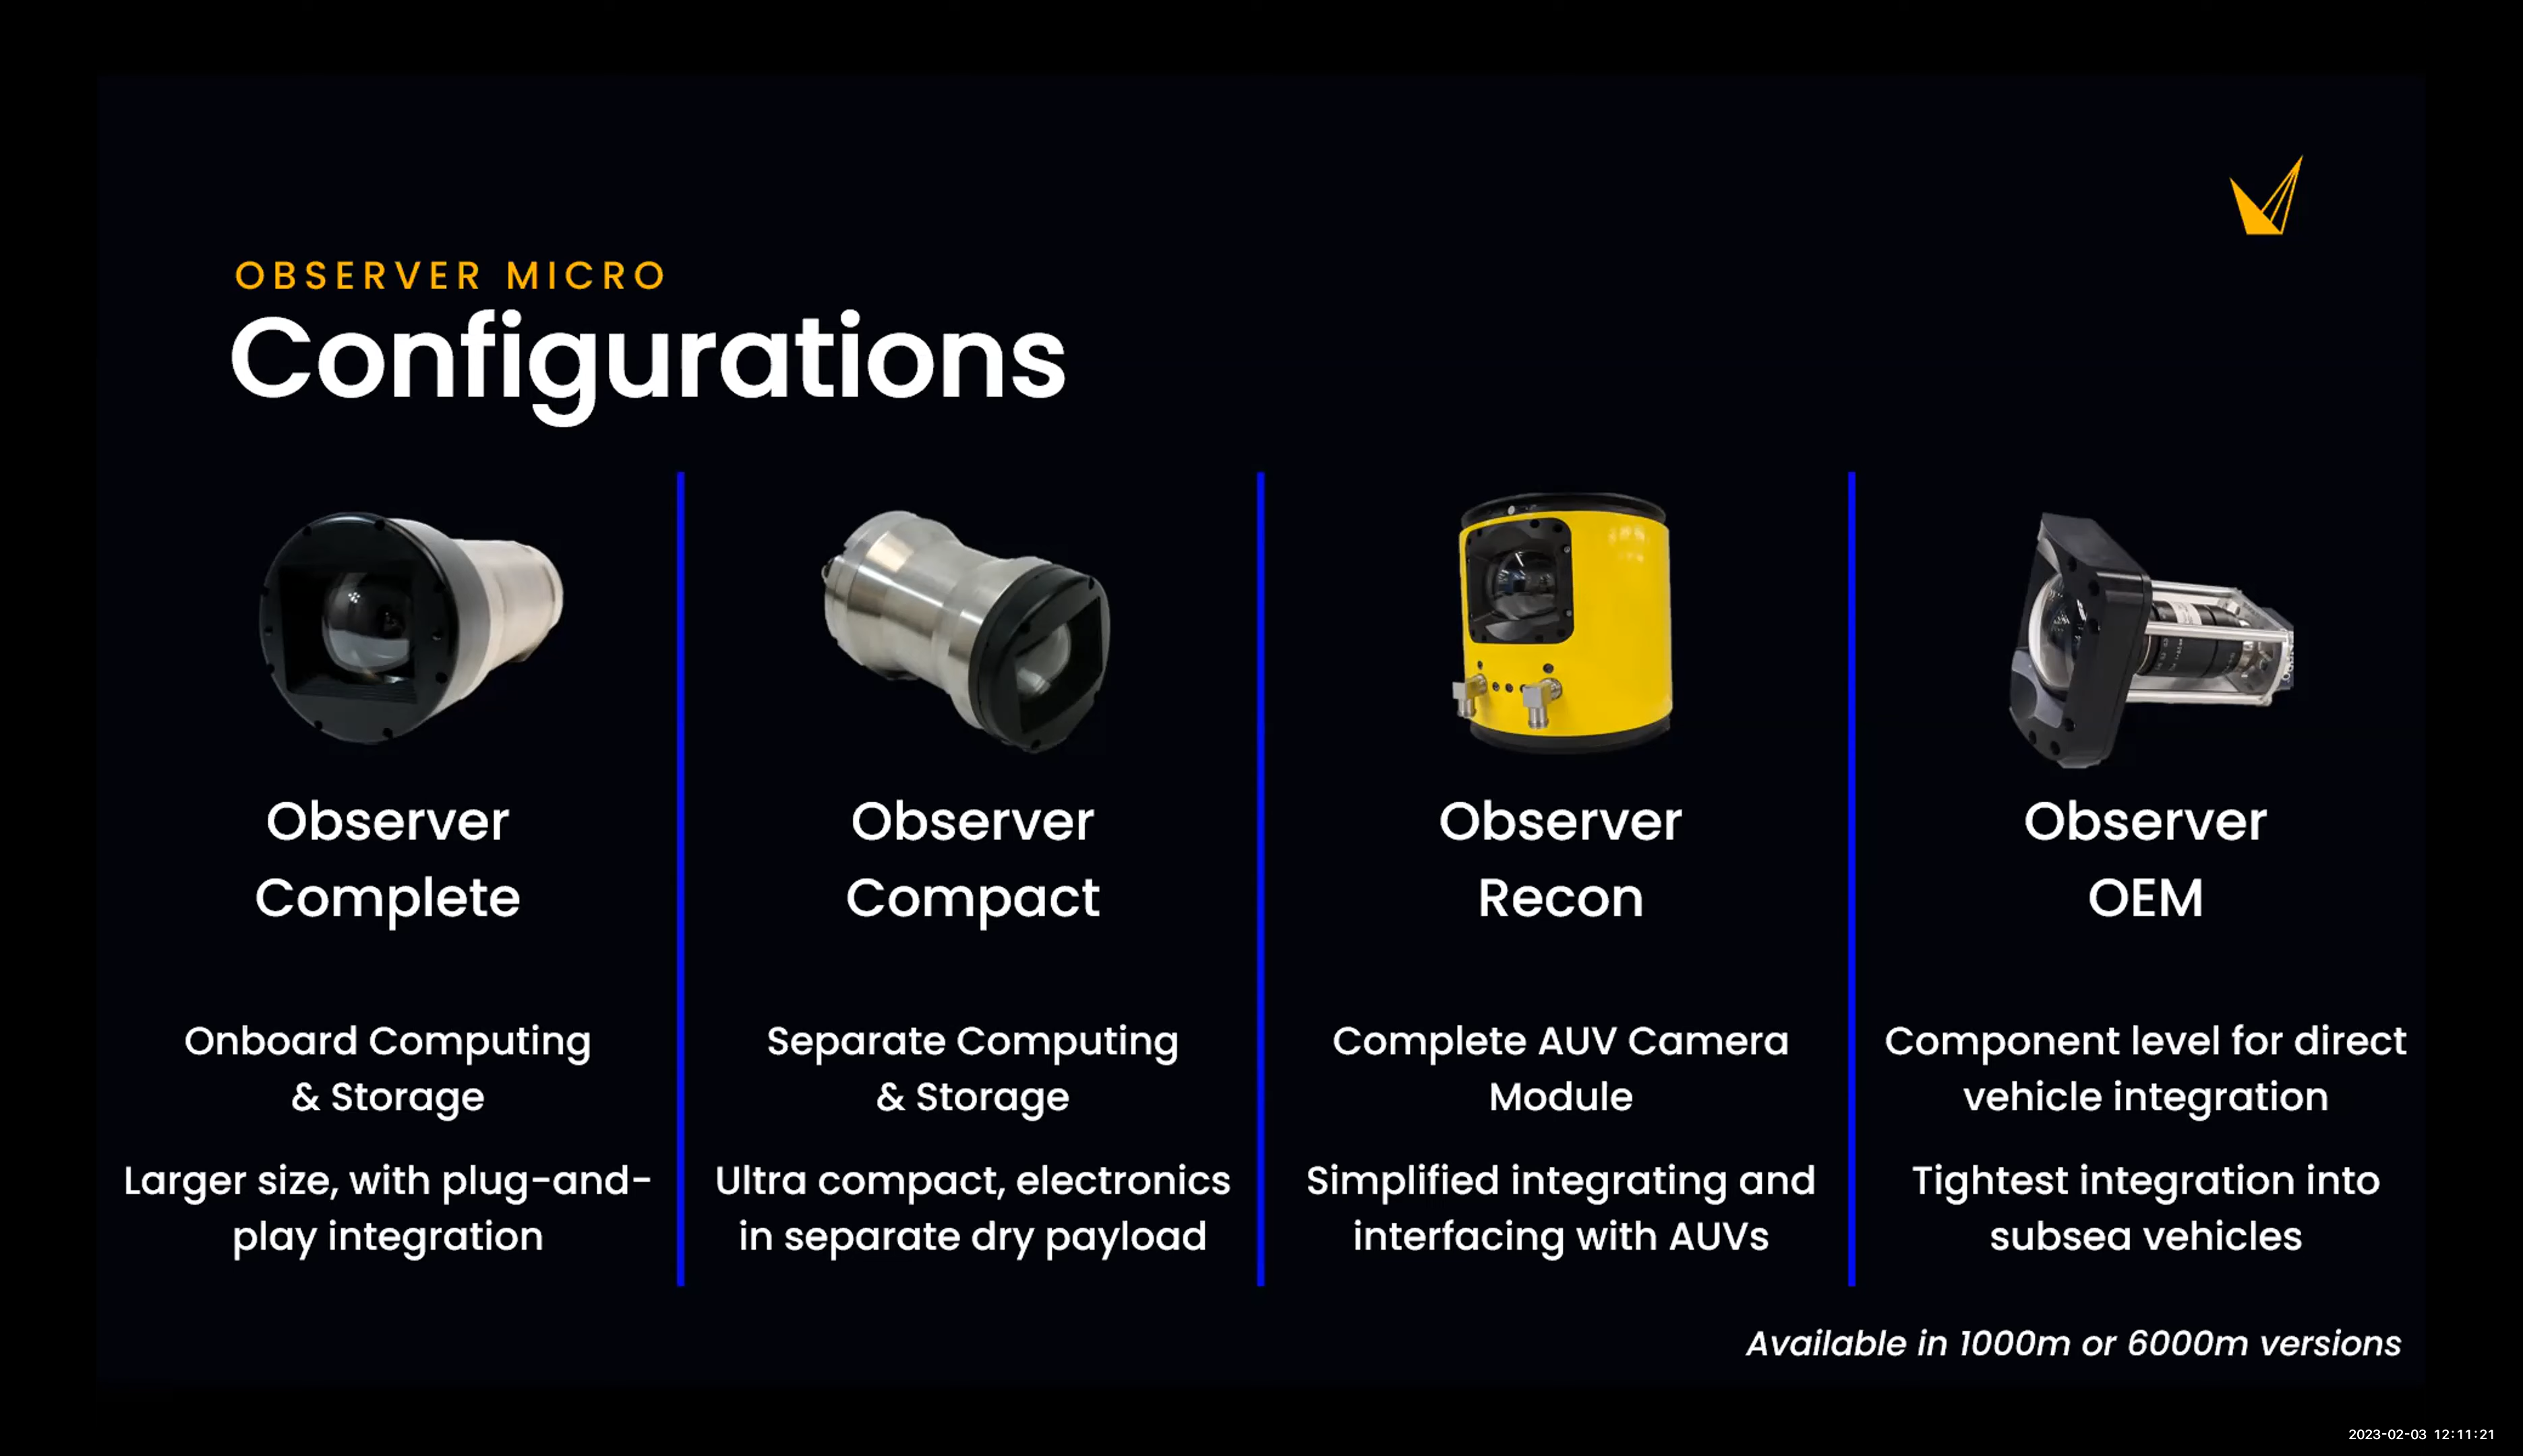 OBSERVER MICRO
Configurations
Observer
Complete
Onboard Computing
& Storage
Larger size, with plug-and-
play integration
Observer
Compact
Separate Computing
& Storage
Ultra compact, electronics
in separate dry payload
Observer
Recon
Complete AUV Camera
Module
Simplified integrating and
interfacing with AUVs
Observer
OEM
Component level for direct
vehicle integration
Tightest integration into
subsea vehicles
Available in 1000m or 6000m versions
2023-02-03 12:11:21